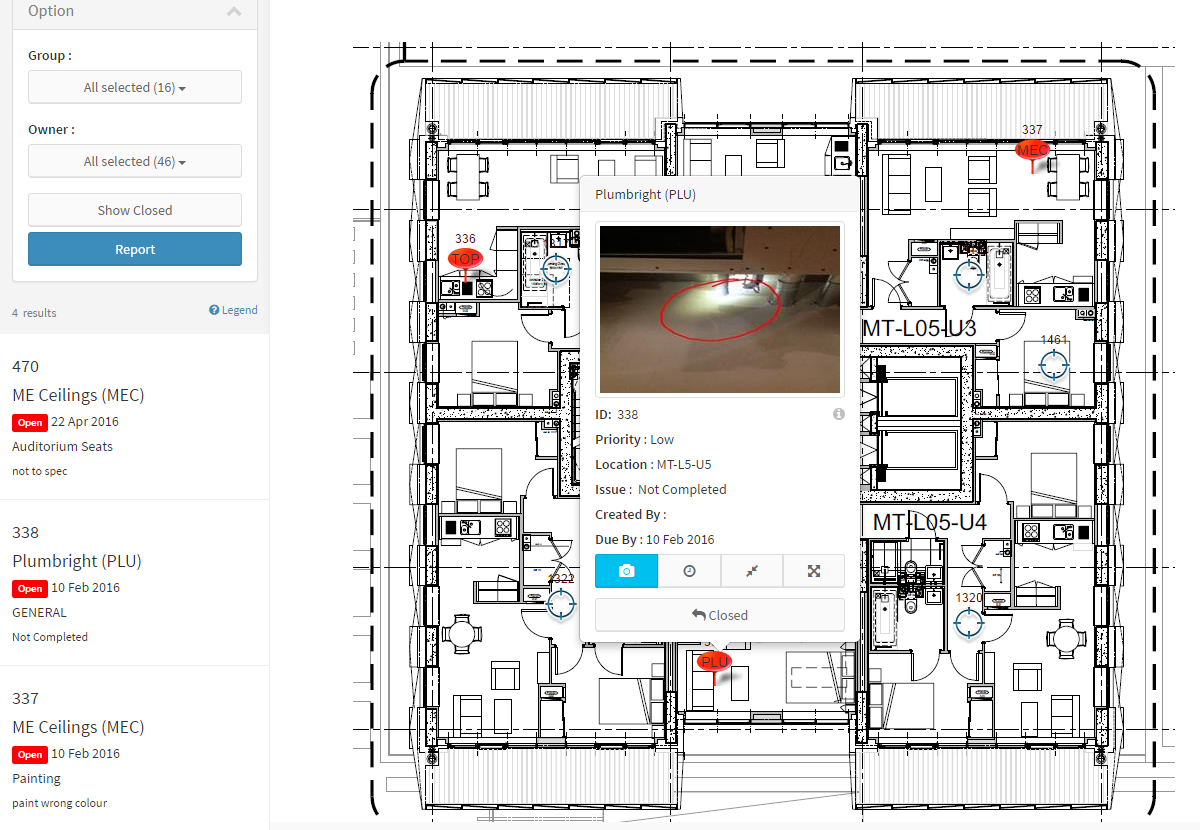 Option
Group :
All selected (16)
Owner :
All selected (46)
Show Closed
Report
4 results
Legend
470
ME Ceilings (MEC)
Open 22 Apr 2016
Auditorium Seats
not to spec
338
Plumbright (PLU)
Open 10 Feb 2016
GENERAL
Not Completed
337
ME Ceilings (MEC)
Open 10 Feb 2016
Painting
paint wrong colour
337
MEC
336
TOP
Plumbright (PLU)
ID: 338
Priority : Low
Location : MT-L5-U5
Issue : Not Completed
Created By :
Due By : 10 Feb 2016
Closed
MT-L05-U3
1461
MT-L05-U4
1322
1320
PLU